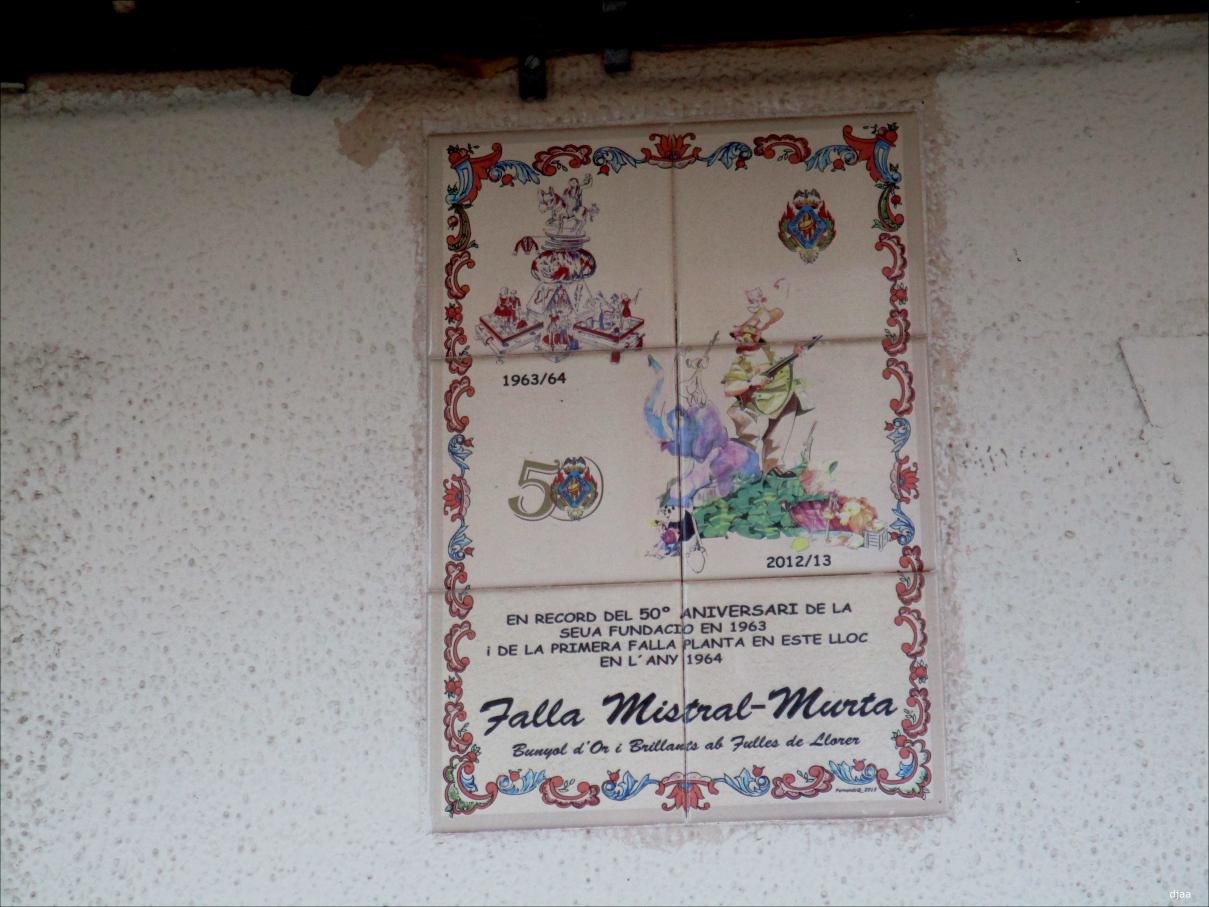 1963/64
50
2012/13
EN RECORD DEL 50º ANIVERSARI DE LA
SEUA FUNDACIO EN 1963
i DE LA PRIMERA FALLA PLANTA EN ESTE LLOC
EN L´ANY 1964
Falla Mistral-Murta
Bunyol d'Or i Brillants ab Fulles de Llorer
djaa